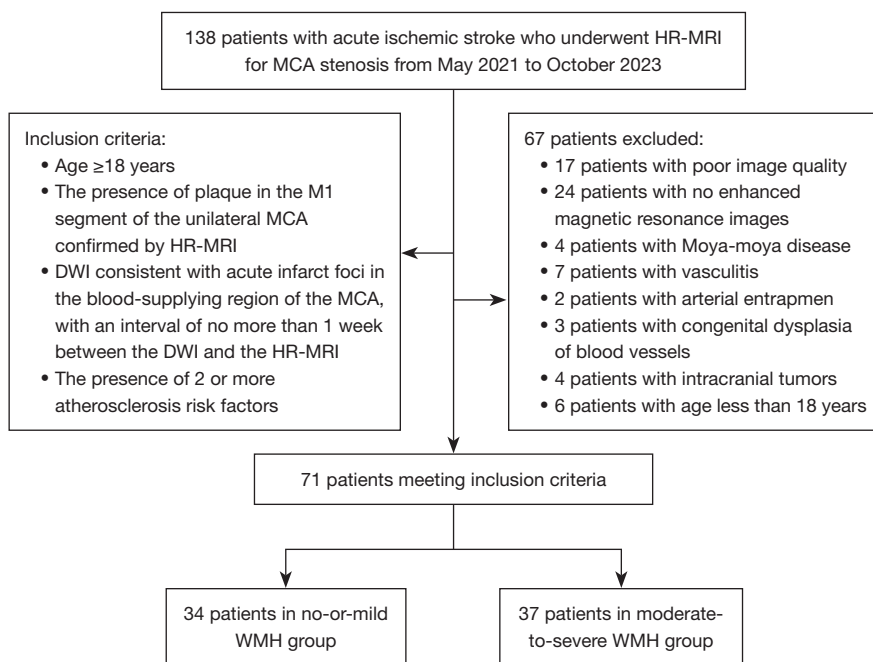 138 patients with acute ischemic stroke who underwent HR-MRI
for MCA stenosis from May 2021 to October 2023
Inclusion criteria:
• Age ≥18 years
• The presence of plaque in the M1
segment of the unilateral MCA
confirmed by HR-MRI
• DWI consistent with acute infarct foci in
the blood-supplying region of the MCA,
with an interval of no more than 1 week
between the DWI and the HR-MRI
• The presence of 2 or more
atherosclerosis risk factors
67 patients excluded:
• 17 patients with poor image quality
• 24 patients with no enhanced
magnetic resonance images
• 4 patients with Moya-moya disease
• 7 patients with vasculitis
• 2 patients with arterial entrapmen
• 3 patients with congenital dysplasia
of blood vessels
• 4 patients with intracranial tumors
• 6 patients with age less than 18 years
71 patients meeting inclusion criteria
34 patients in no-or-mild
WMH group
37 patients in moderate-
to-severe WMH group